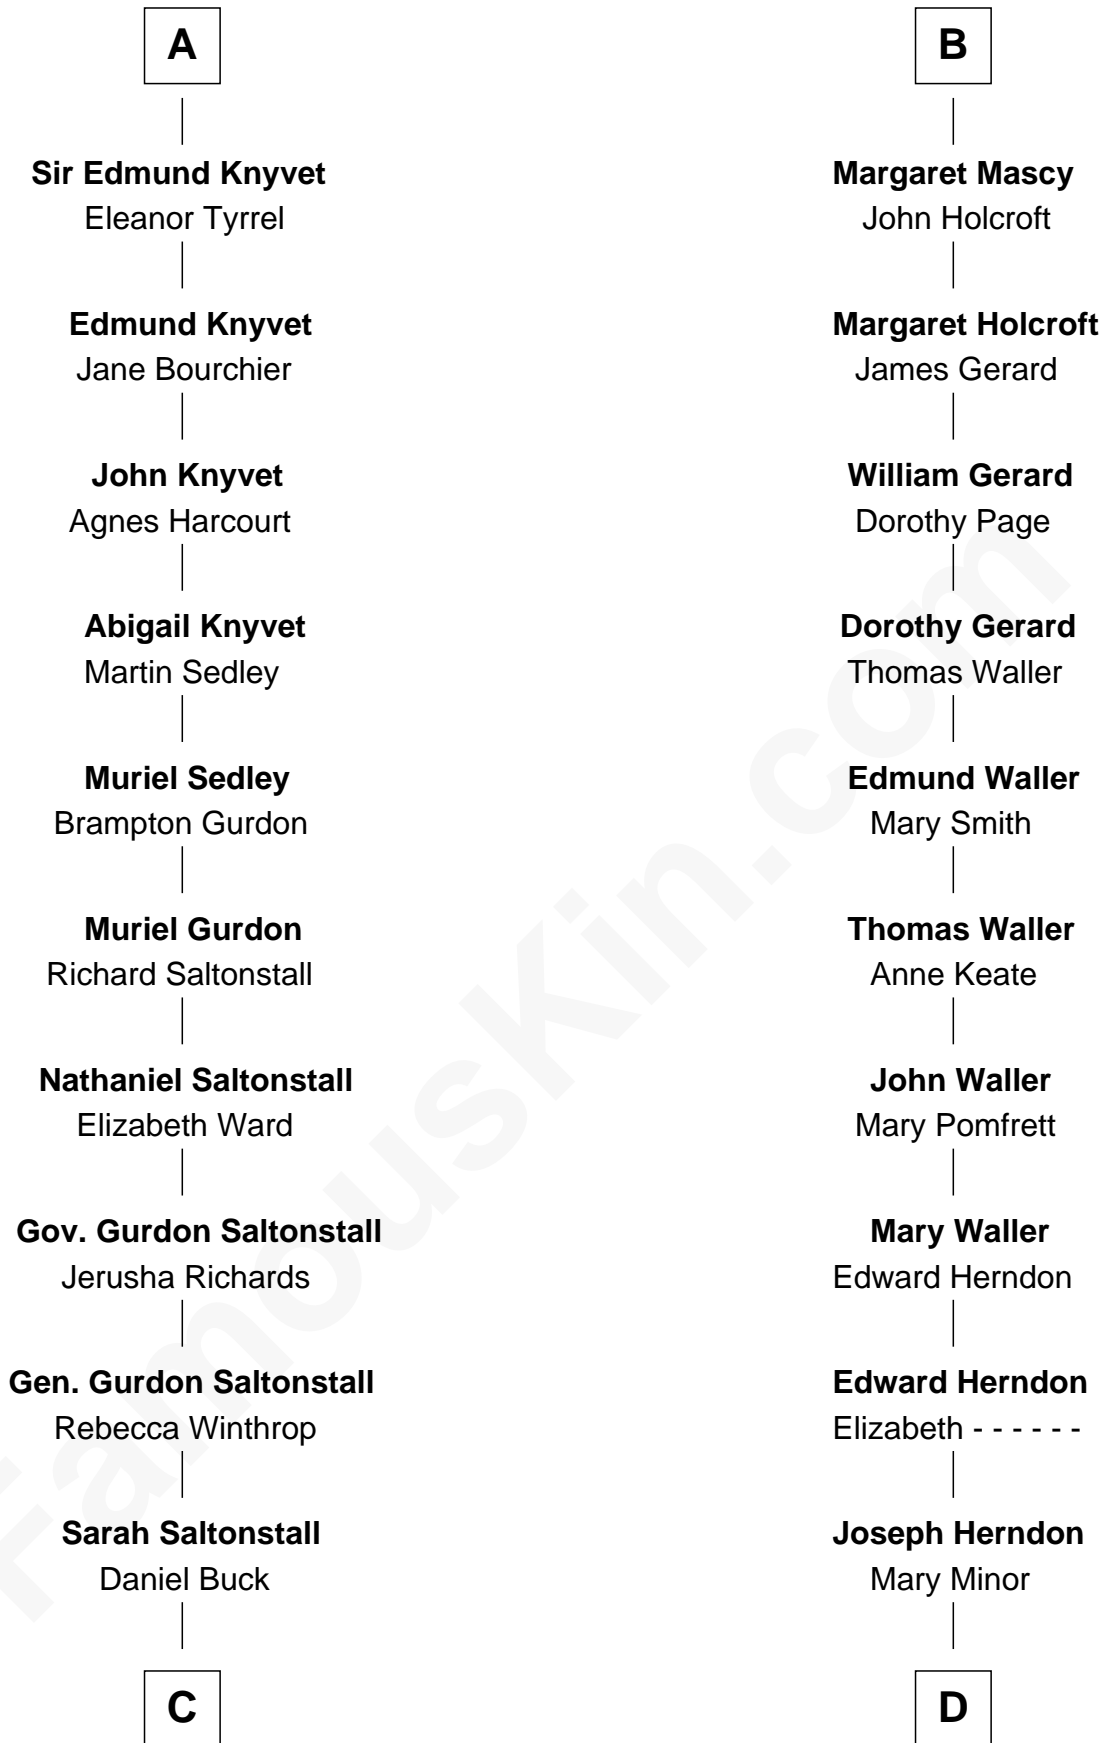 A
Sir Edmund Knyvet
Eleanor Tyrrel
Edmund Knyvet
Jane Bourchier
John Knyvet
Agnes Harcourt
Abigail Knyvet
Martin Sedley
Muriel Sedley
Brampton Gurdon
Muriel Gurdon
Richard Saltonstall
Nathaniel Saltonstall
Elizabeth Ward
Gov. Gurdon Saltonstall
Jerusha Richards
Gen. Gurdon Saltonstall
Rebecca Winthrop
Sarah Saltonstall
Daniel Buck
C
B
Margaret Mascy
John Holcroft
Margaret Holcroft
James Gerard
William Gerard
Dorothy Page
Dorothy Gerard
Thomas Waller
Edmund Waller
Mary Smith
Thomas Waller
Anne Keate
John Waller
Mary Pomfrett
Mary Waller
Edward Herndon
Edward Herndon
Elizabeth - - - - - -
Joseph Herndon
Mary Minor
D
FamousKin.com